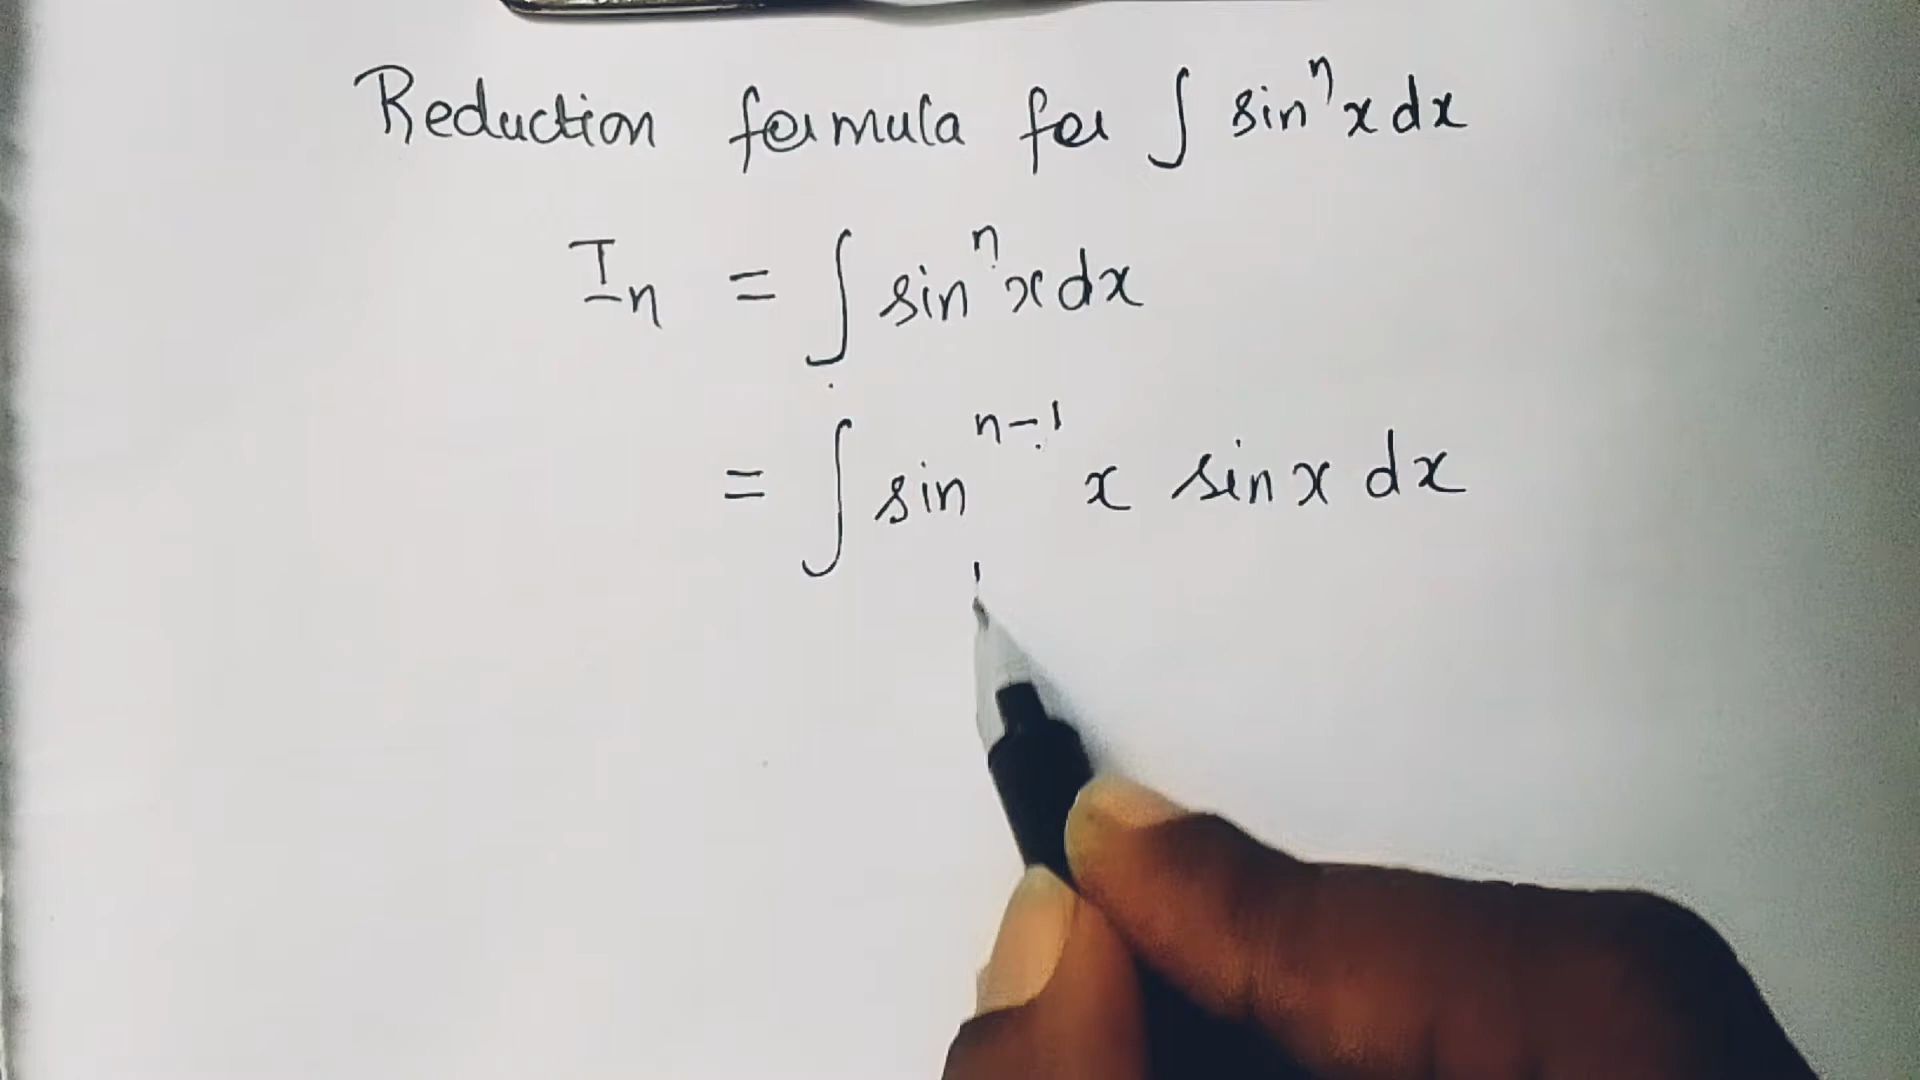 Reduction formula for ∫ sinⁿx dx
Iₙ = ∫ sinⁿx dx
= ∫ sinⁿ⁻¹ x sin x dx